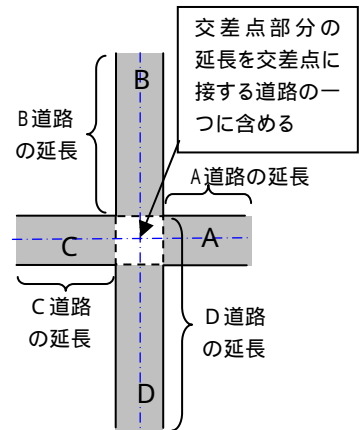 交差点部分の
延長を交差点に
接する道路の一
つに含める
B
B道路
の延長
A道路の延長
C
A
C道路
の延長
D道路
の延長
D